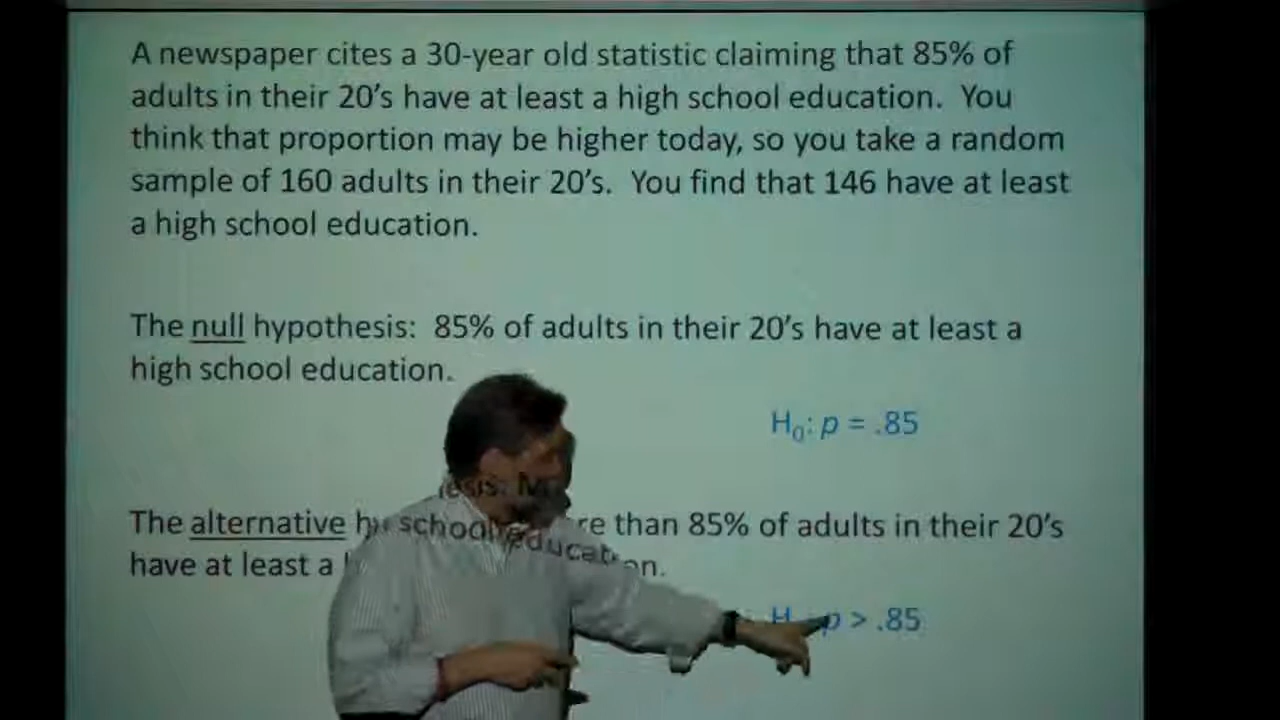 A newspaper cites a 30-year old statistic claiming that 85% of
adults in their 20's have at least a high school education. You
think that proportion may be higher today, so you take a random
sample of 160 adults in their 20's. You find that 146 have at least
a high school education.
The null hypothesis: 85% of adults in their 20's have at least a
high school education.
H₀: p = .85
The alternative than 85% of adults in their 20's
have at least a school education.
H p > .85